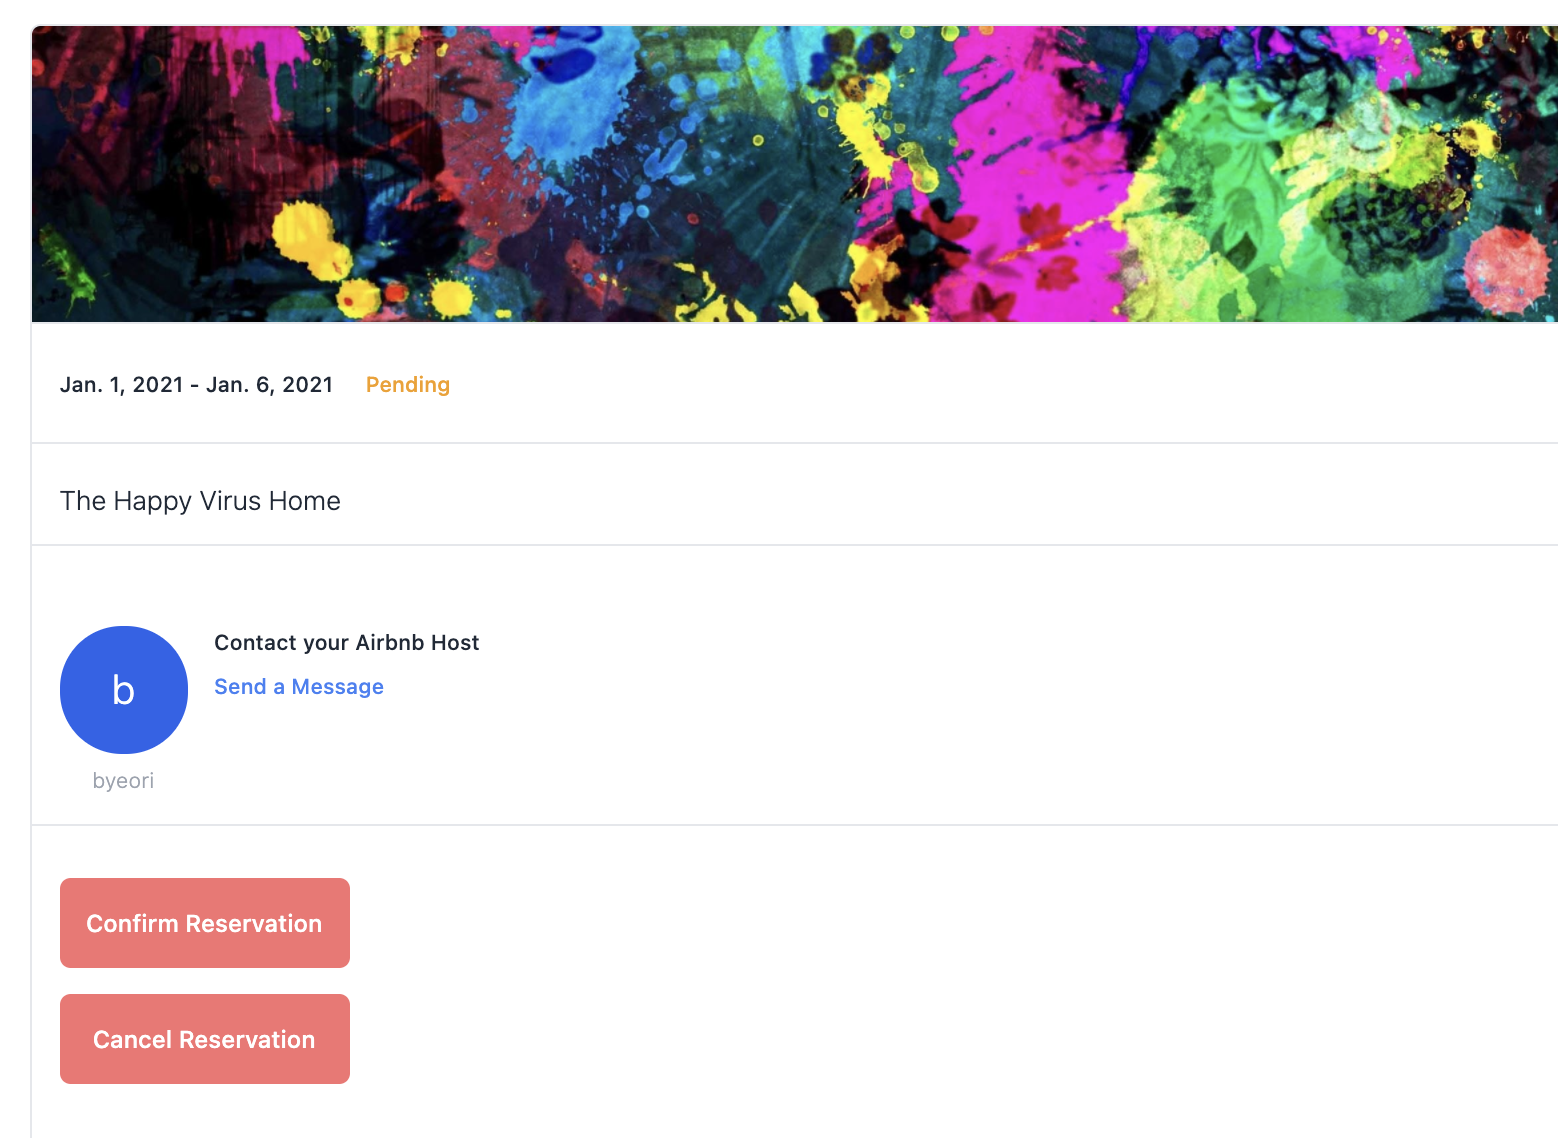 Jan. 1, 2021 - Jan. 6, 2021 Pending
The Happy Virus Home
Contact your Airbnb Host
Send a Message
b
byeori
Confirm Reservation
Cancel Reservation